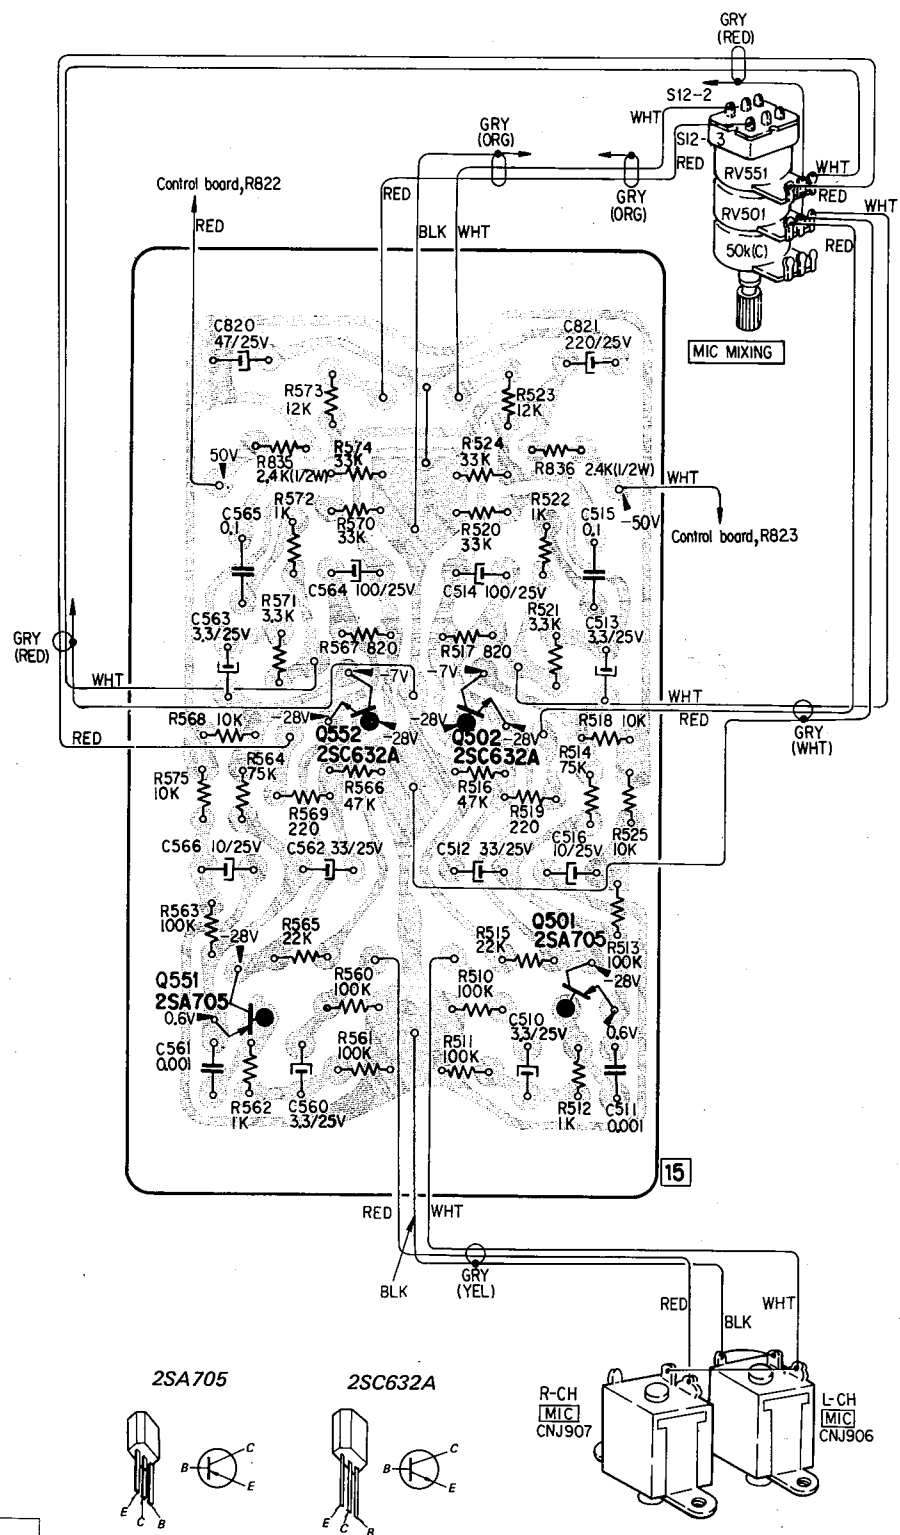 GRY
(RED)
S12-2
WHT
GRY
(ORG)
S12-3
RED
RV551
WHT
RED
WHT
Control board,R822
RED
RED
GRY
(ORG)
RV501
RED
50k(C)
BLK
WHT
MIC MIXING
C820
47/25V
C821
220/25V
R573
12K
R523
12K
50V
R835
2.4K(1/2W)
R574
33K
R524
33K
R836
2.4K(1/2W)
WHT
-50V
Control board,R823
R572
1K
C565
0.1
R570
33K
R520
33K
R522
1K
C515
0.1
C564 100/25V
C514 100/25V
R571
3.3K
R521
3.3K
C563
3.3/25V
C513
3.3/25V
R567 820
R517 820
GRY
(RED)
WHT
-7V
-7V
WHT
R568 10K
-28V
Q552
2SC632A
-28V
-28V
Q502
2SC632A
-28V
R518 10K
RED
GRY
(WHT)
RED
R564
75K
R514
75K
R575
10K
R566
47K
R516
47K
R569
220
R519
220
R525
10K
C566 10/25V
C562 33/25V
C512 33/25V
C516
10/25V
R563
100K
-28V
R565
22K
R515
22K
Q501
2SA705
R513
100K
-28V
Q551
2SA705
0.6V
R560
100K
R510
100K
C510
3.3/25V
0.6V
C561
0.001
R561
100K
R511
100K
R562
1K
C560
3.3/25V
R512
1K
C511
0.001
15
RED
WHT
BLK
GRY
(YEL)
RED
BLK
WHT
2SA705
2SC632A
R-CH
MIC
CNJ907
L-CH
MIC
CNJ906
B
C
E
E
C
B
B
C
E
E
C
B